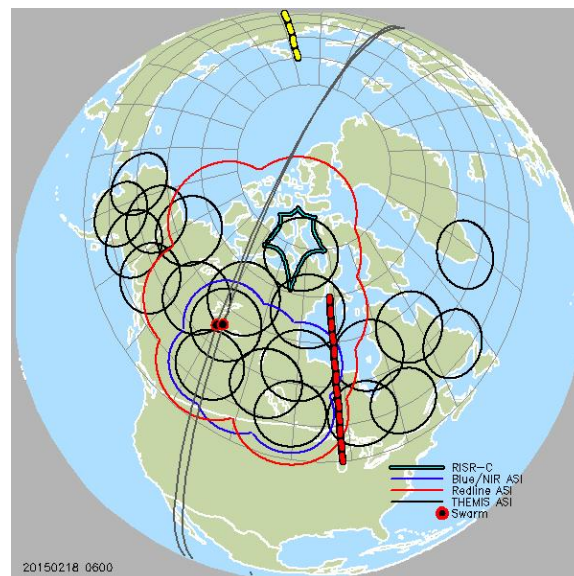 RISR-C
Blue/NIR ASI
Redline ASI
THEMIS ASI
Swarm
20150218 0600